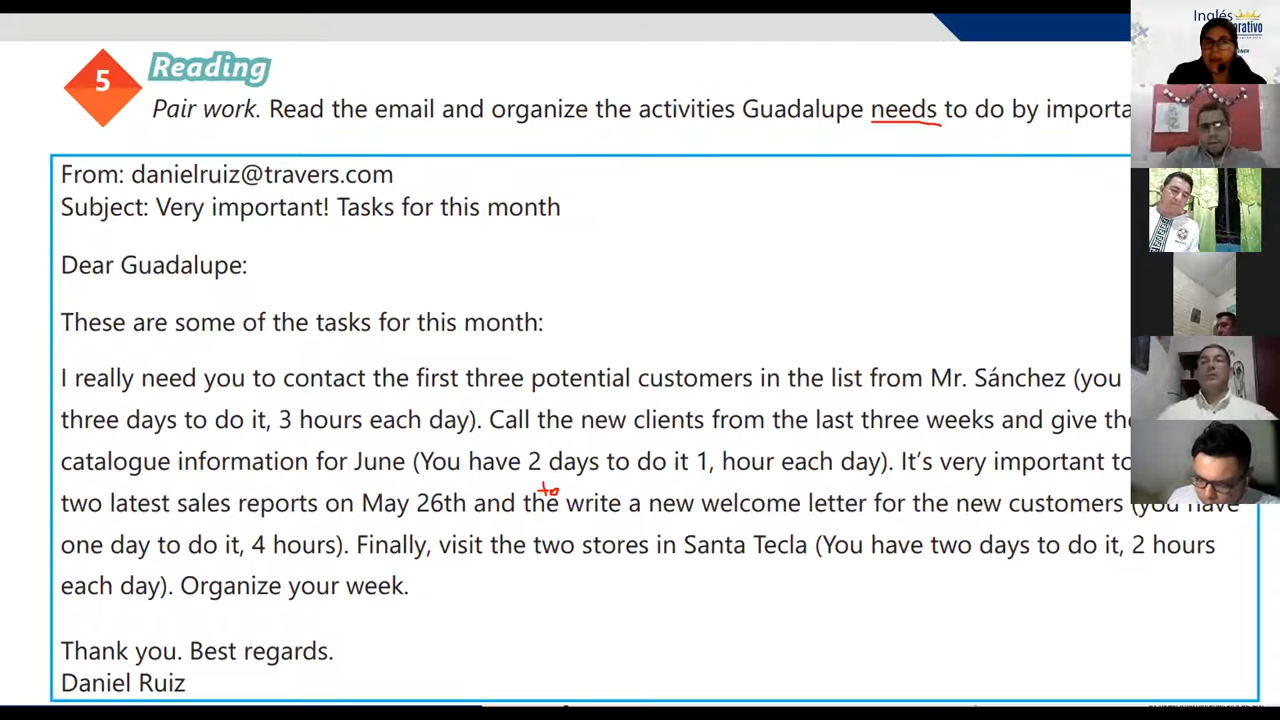 Inglés
5
Reading
Pair work. Read the email and organize the activities Guadalupe needs to do by
From: danielruiz@travers.com
Subject: Very important! Tasks for this month
Dear Guadalupe:
These are some of the tasks for this month:
I really need you to contact the first three potential customers in the list from Mr. Sánchez (you
three days to do it, 3 hours each day). Call the new clients from the last three weeks and give
catalogue information for June (You have 2 days to do it 1, hour each day). It's very important
to
two latest sales reports on May 26th and the write a new welcome letter for the new customers (you have
one day to do it, 4 hours). Finally, visit the two stores in Santa Tecla (You have two days to do it, 2 hours
each day). Organize your week.
Thank you. Best regards.
Daniel Ruiz